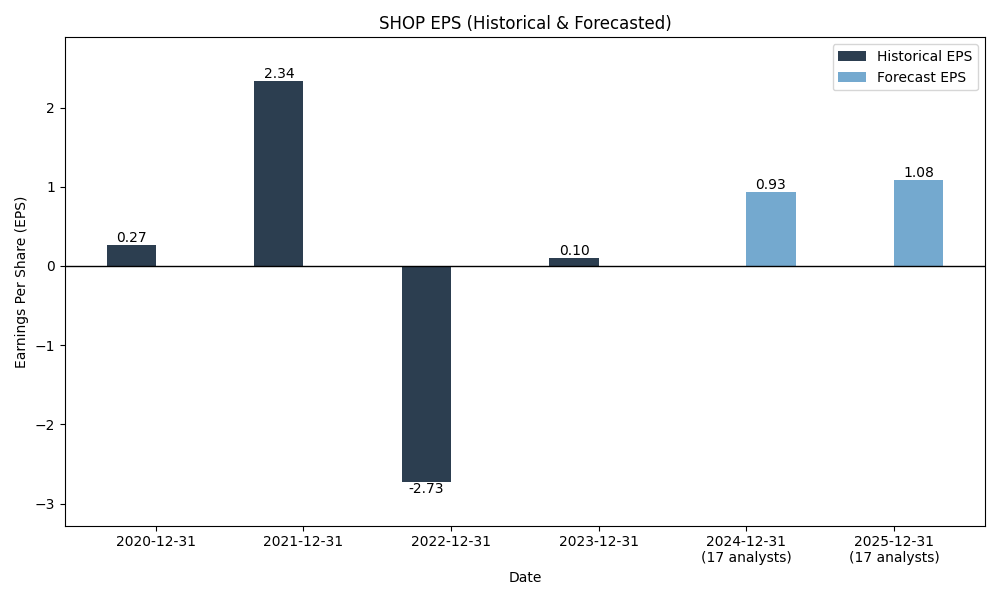 SHOP EPS (Historical & Forecasted)
Historical EPS
Forecast EPS
Earnings Per Share (EPS)
2
1
0
−1
−2
−3
0.27
2.34
-2.73
0.10
0.93
1.08
2020-12-31
2021-12-31
2022-12-31
2023-12-31
2024-12-31
(17 analysts)
2025-12-31
(17 analysts)
Date